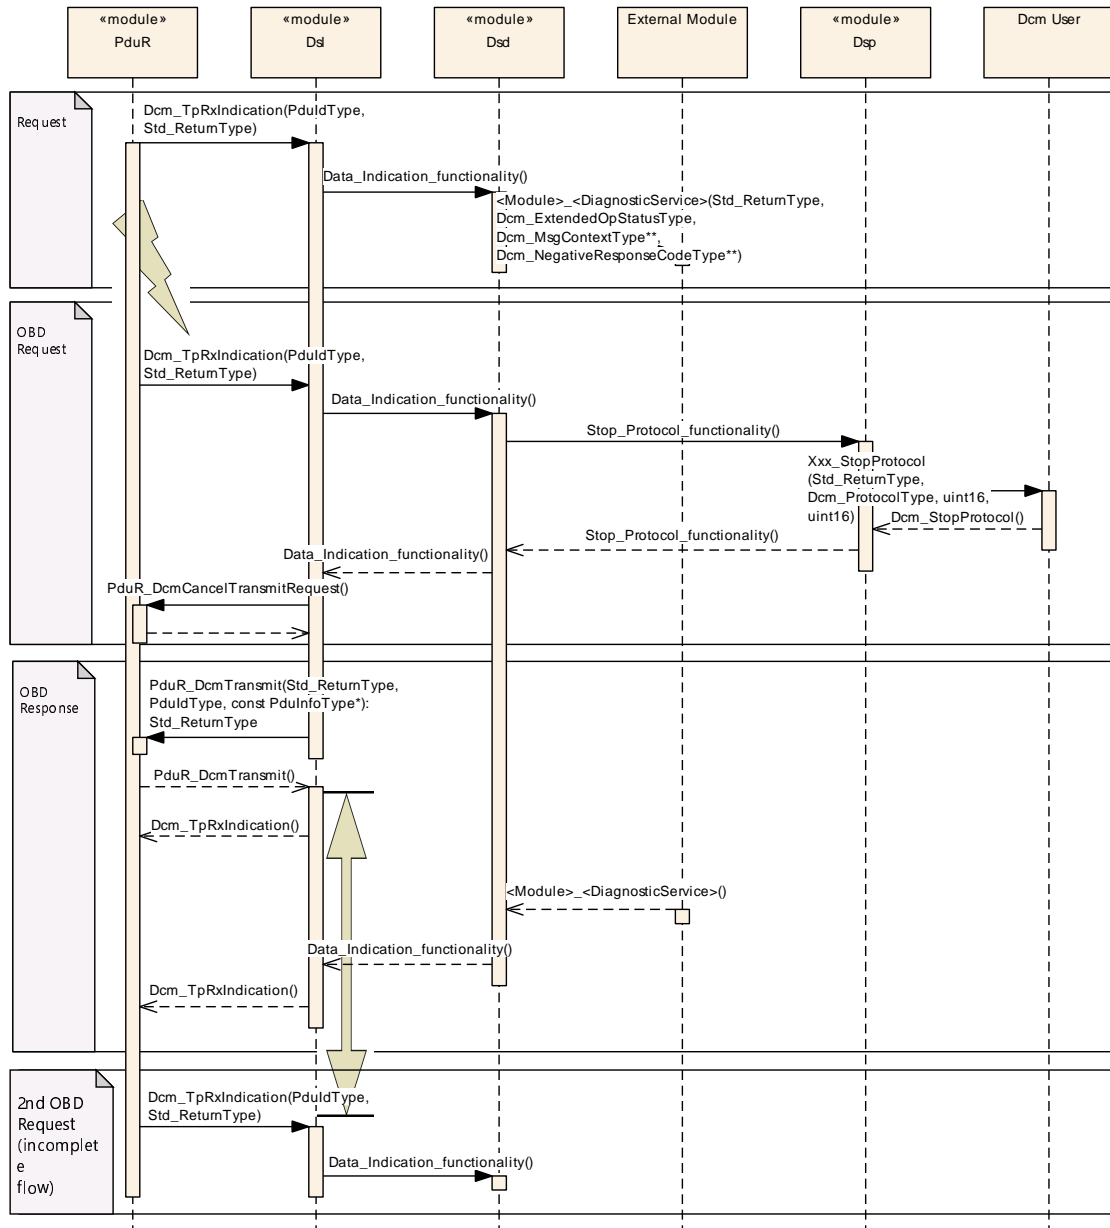 «module»
PduR
«module»
Dsl
«module»
Dsd
External Module
«module»
Dsp
Dcm User
Request
Dcm_TpRxIndication(PduIdType,
Std_ReturnType)
Data_Indication_functionality()
<Module>_<DiagnosticService>(Std_ReturnType,
Dcm_ExtendedOpStatusType,
Dcm_MsgContextType**,
Dcm_NegativeResponseCodeType**)
OBD
Request
Dcm_TpRxIndication(PduIdType,
Std_ReturnType)
Data_Indication_functionality()
Stop_Protocol_functionality()
Xxx_StopProtocol
(Std_ReturnType,
Dcm_ProtocolType, uint16,
uint16)
Dcm_StopProtocol()
Stop_Protocol_functionality()
Data_Indication_functionality()
PduR_DcmCancelTransmitRequest()
OBD
Response
PduR_DcmTransmit(Std_ReturnType,
PduIdType, const PduInfoType*):
Std_ReturnType
PduR_DcmTransmit()
Dcm_TpRxIndication()
<Module>_<DiagnosticService>()
Data_Indication_functionality()
Dcm_TpRxIndication()
2nd OBD
Request
(incomplet
e
flow)
Dcm_TpRxIndication(PduIdType,
Std_ReturnType)
Data_Indication_functionality()